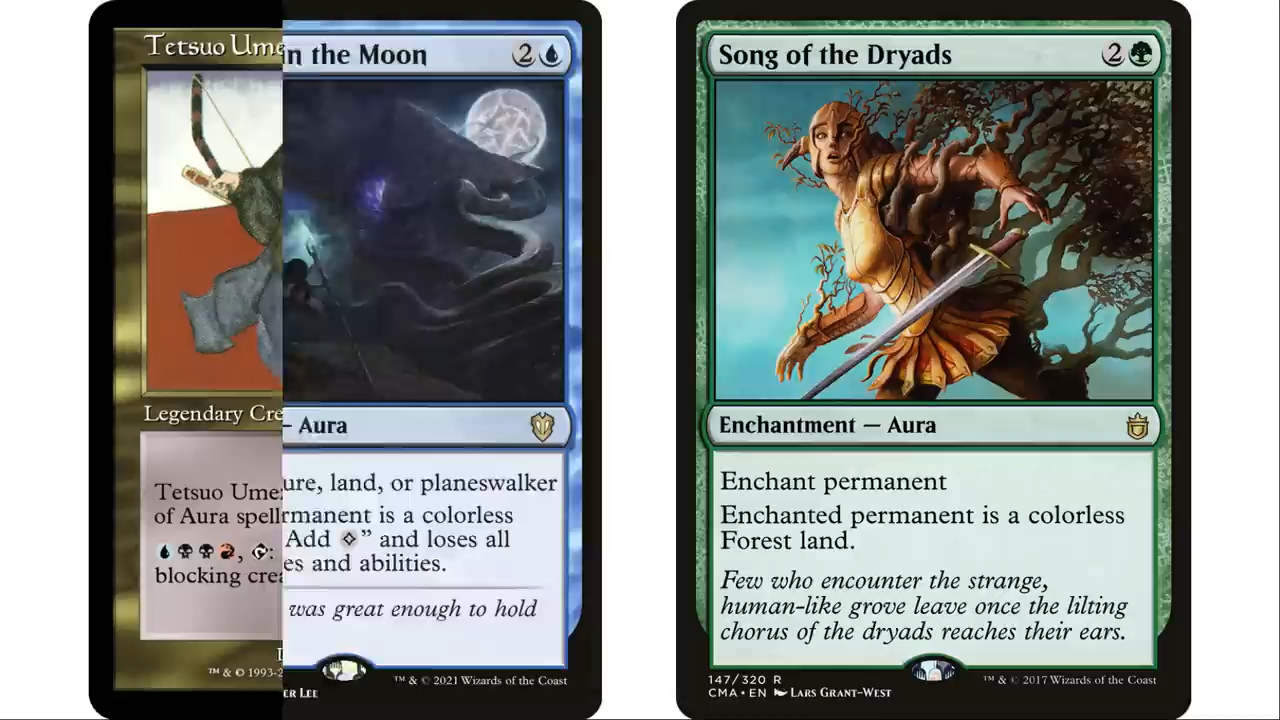 Tetsuo Ume
in the Moon
2
Legendary Cre
– Aura
Tetsuo Ume
of Aura spell
blocking crea
ure, land, or planeswalker
rmanent is a colorless
Add ” and loses all
es and abilities.
was great enough to hold
™ & © 1993-2
ER LEE
™ & © 2021 Wizards of the Coast
Song of the Dryads
2
Enchantment — Aura
Enchant permanent
Enchanted permanent is a colorless
Forest land.
Few who encounter the strange,
human-like grove leave once the lilting
chorus of the dryads reaches their ears.
147/320 R
CMA • EN LARS GRANT-WEST
™ & © 2017 Wizards of the Coast